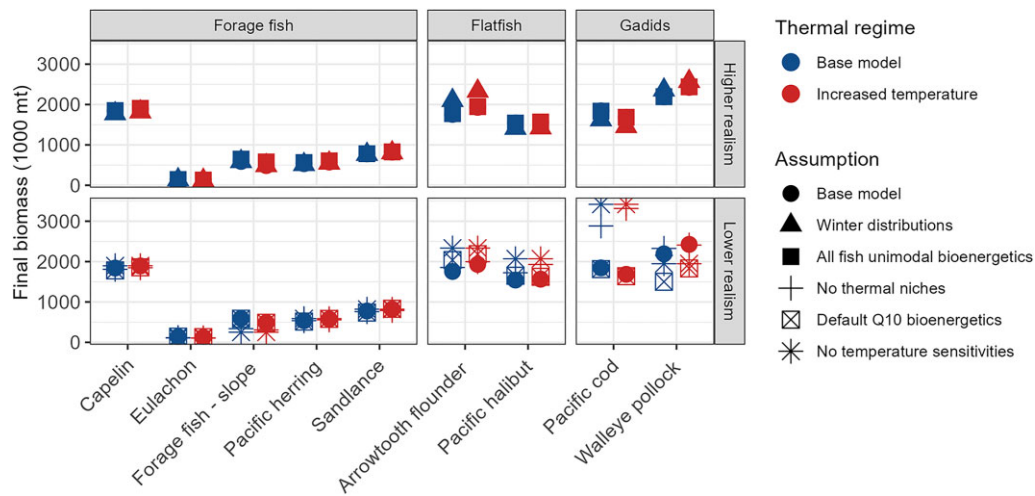 Forage fish
Flatfish
Gadids
Final biomass (1000 mt)
3000
2000
1000
0
Higher realism
3000
2000
1000
0
Lower realism
Capelin
Eulachon
Forage fish - slope
Pacific herring
Sandlance
Arrowtooth flounder
Pacific halibut
Pacific cod
Walleye pollock
Thermal regime
Base model
Increased temperature
Assumption
Base model
Winter distributions
All fish unimodal bioenergetics
No thermal niches
Default Q10 bioenergetics
No temperature sensitivities